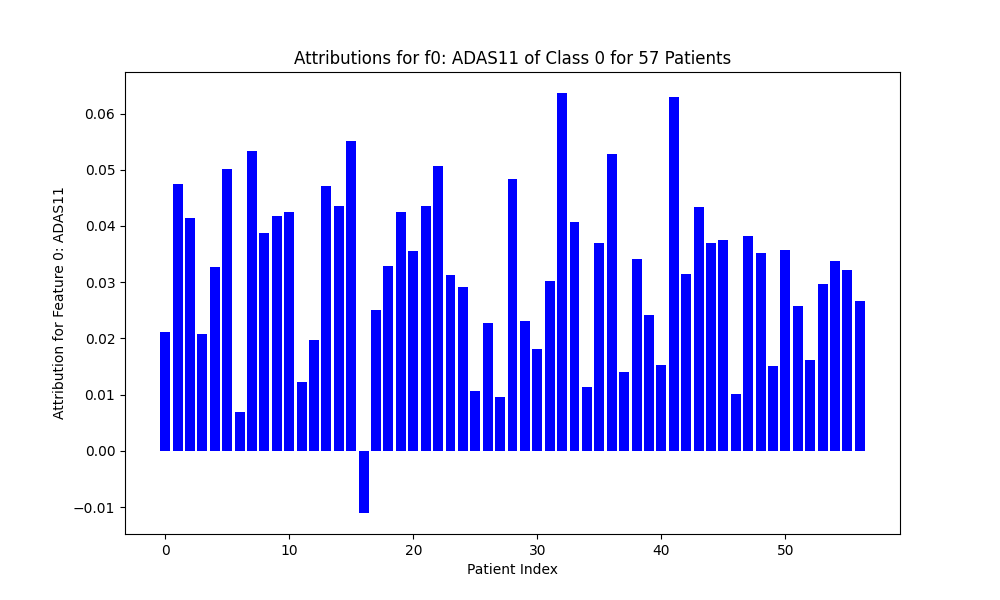 Attributions for f0: ADAS11 of Class 0 for 57 Patients
Attribution for Feature 0: ADAS11
0.06
0.05
0.04
0.03
0.02
0.01
0.00
−0.01
0 10 20 30 40 50
Patient Index